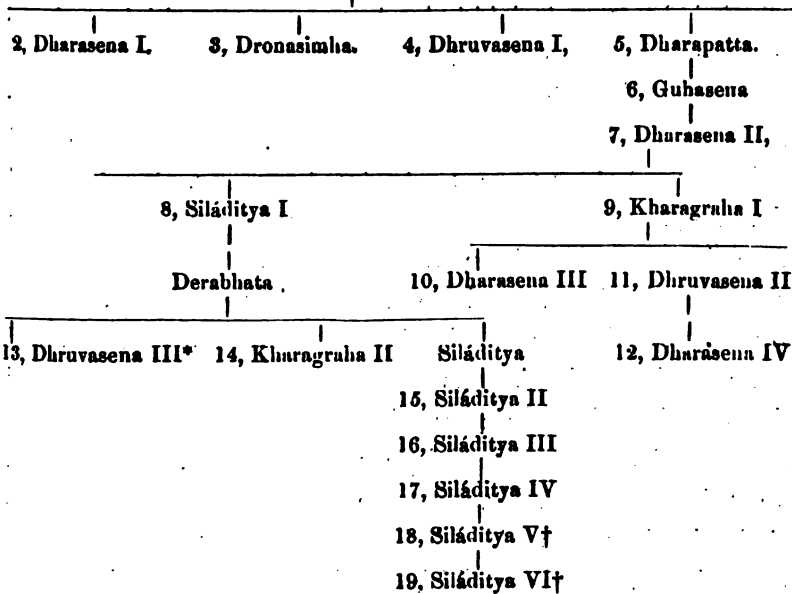 2, Dharasena I. 3, Dronasimha. 4, Dhruvasena I, 5, Dharapatta.
6, Guhasena
7, Dharasena II,
8, Siláditya I 9, Kharagraha I
Derabhata . 10, Dharasena III 11, Dhruvasena II
13, Dhruvasena III* 14, Kharagraha II Siláditya 12, Dharasena IV
15, Siláditya II
16, Siláditya III
17, Siláditya IV
18, Siláditya V†
19, Siláditya VI†